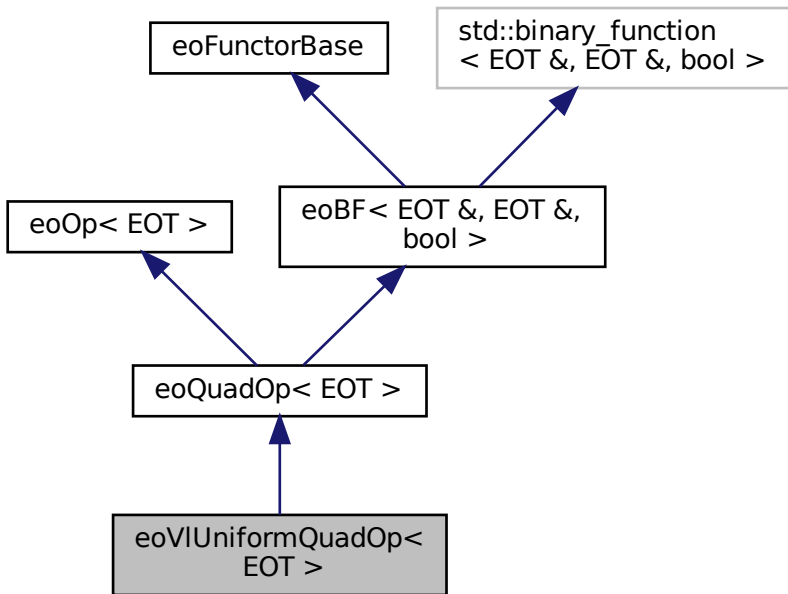 eoFunctorBase
std::binary_function
< EOT &, EOT &, bool >
eoOp< EOT >
eoBF< EOT &, EOT &,
bool >
eoQuadOp< EOT >
eoVlUniformQuadOp<
EOT >